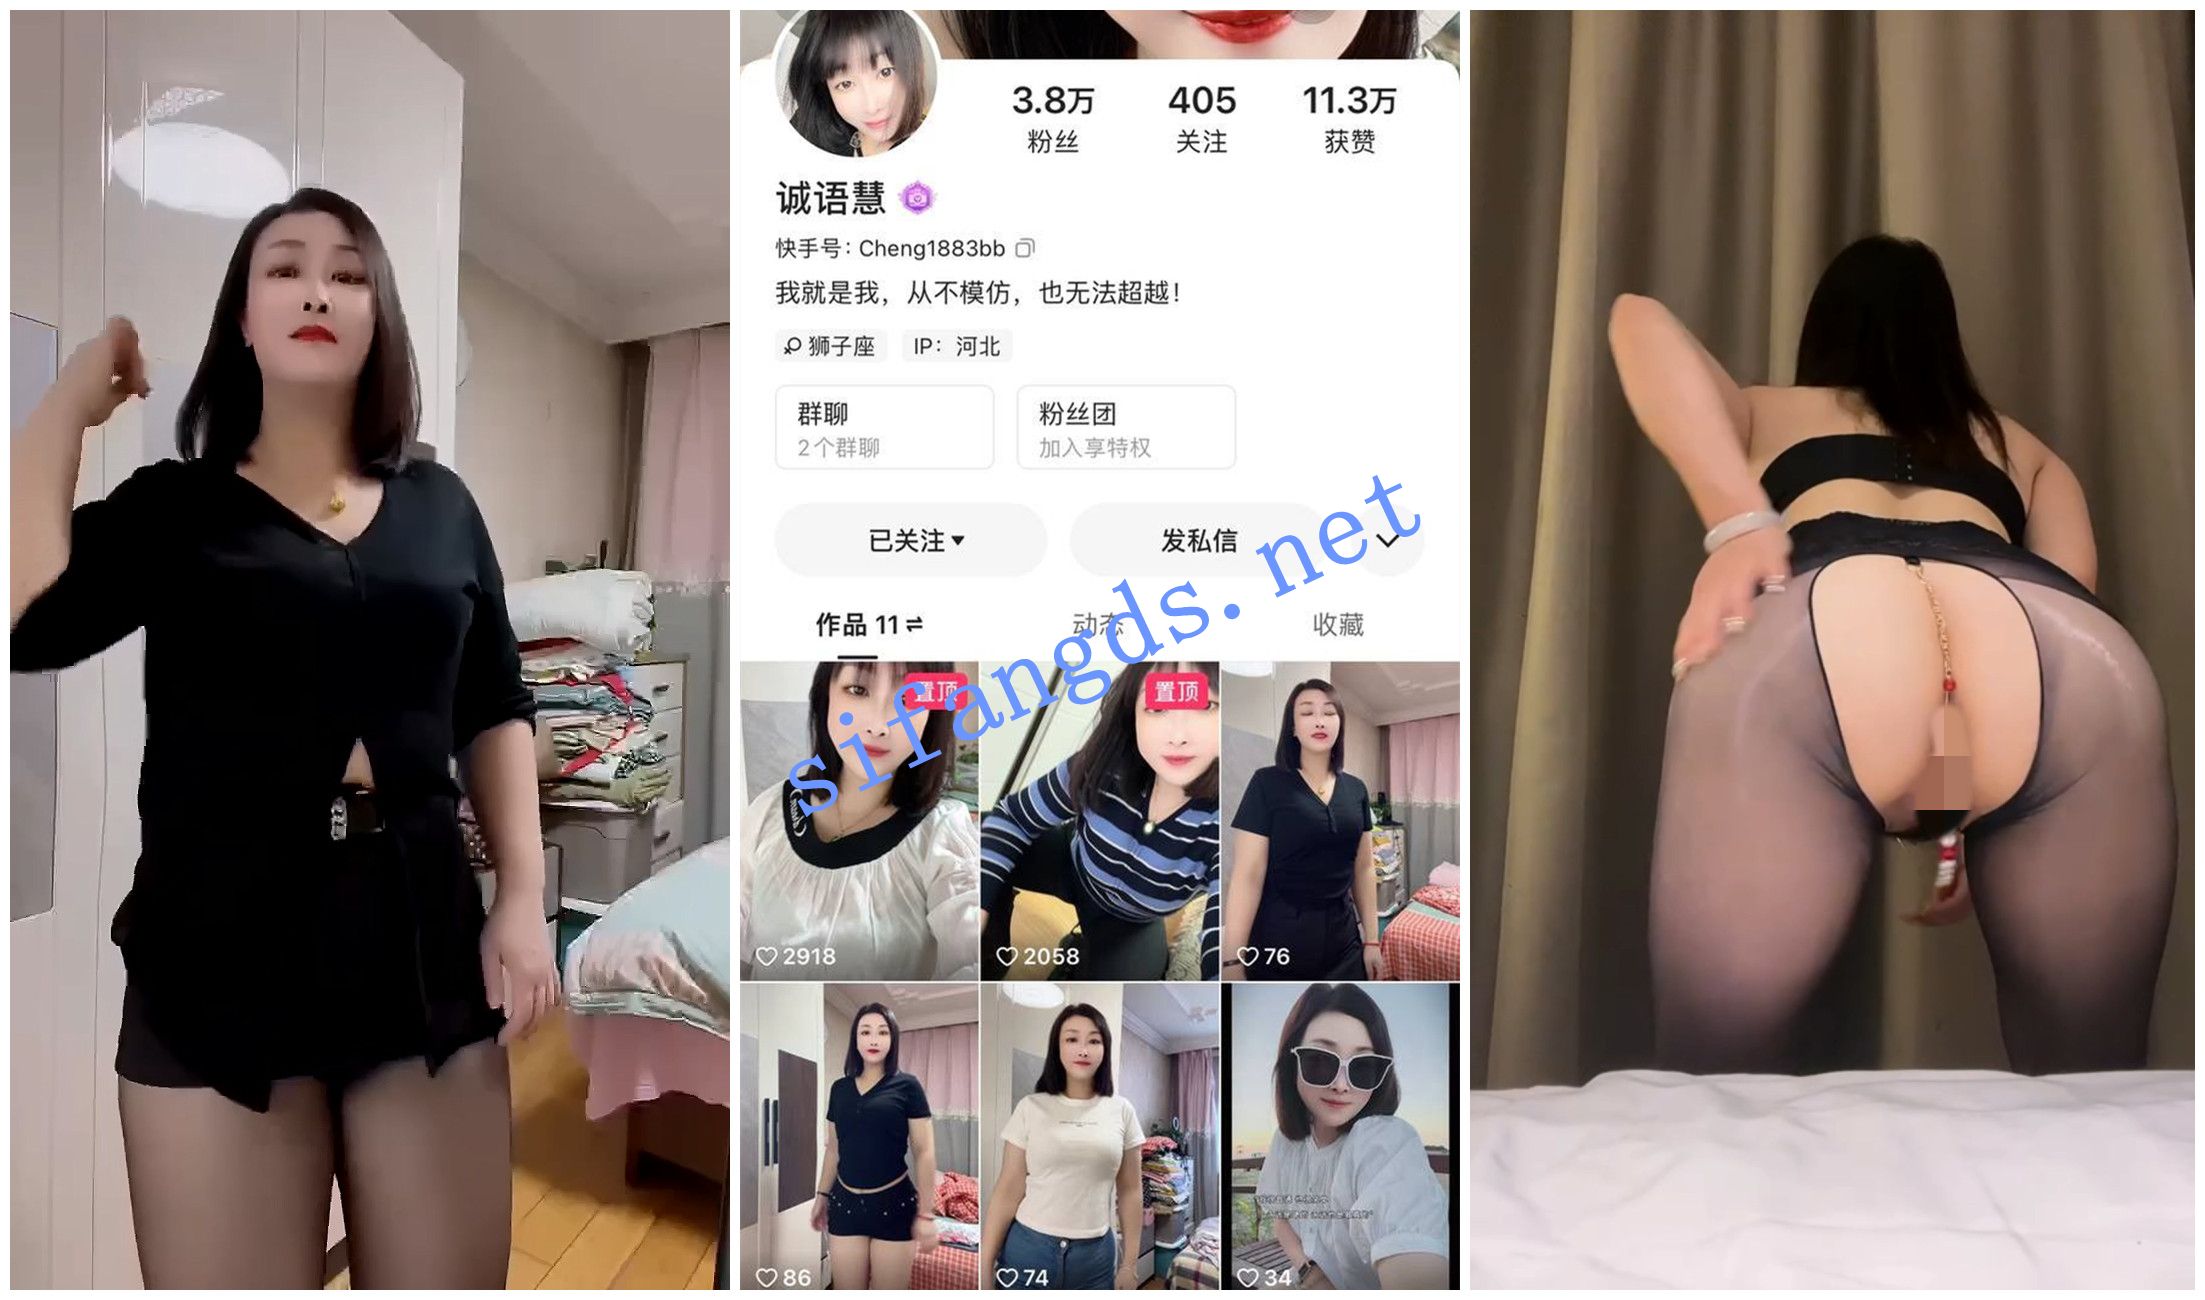 3.8万
405
11.3万
粉丝
关注
获赞
诚语慧
快手号：Cheng1883bb
我就是我，从不模仿，也无法超越！
狮子座
IP：河北
群聊
2个群聊
粉丝团
加入享特权
已关注
发私信
作品 11
动态
收藏
置顶
置顶
2918
2058
76
86
74
34
sifangds.net